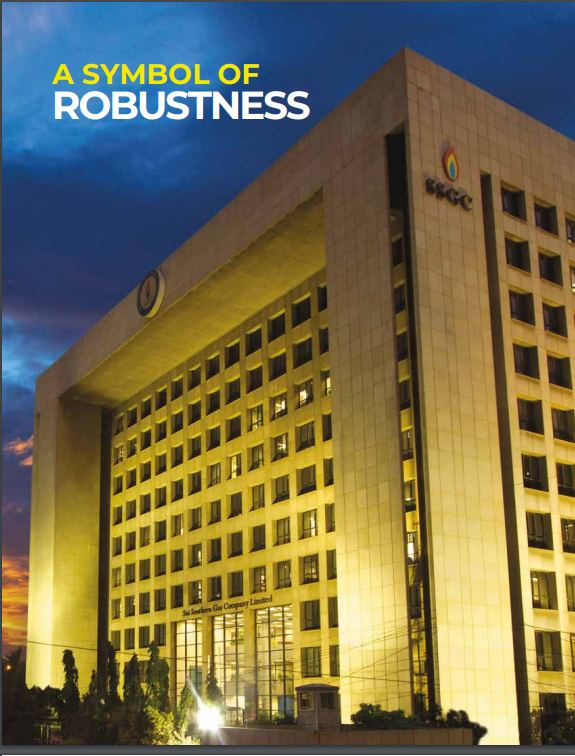 A SYMBOL OF
ROBUSTNESS
SSGC
Sui Southern Gas Company Limited